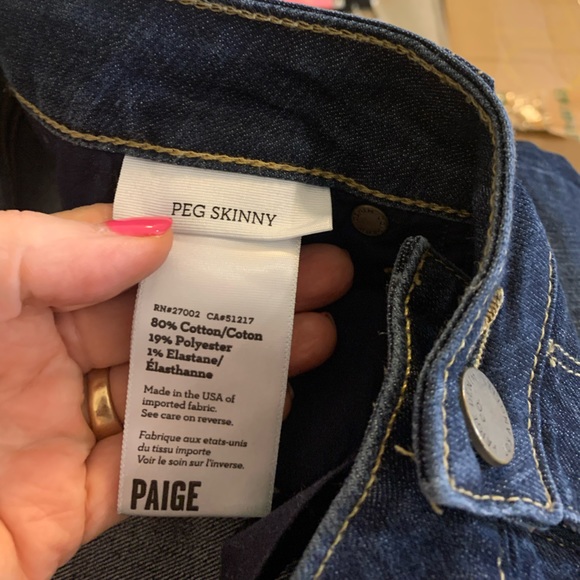 PEG SKINNY
RN#27002 CA#51217
80% Cotton/Coton
19% Polyester
1% Elastane/
Élasthanne
Made in the USA of
imported fabric.
See care on reverse.
Fabrique aux etats-unis
du tissu importe
Voir le soin sur l'inverse.
PAIGE